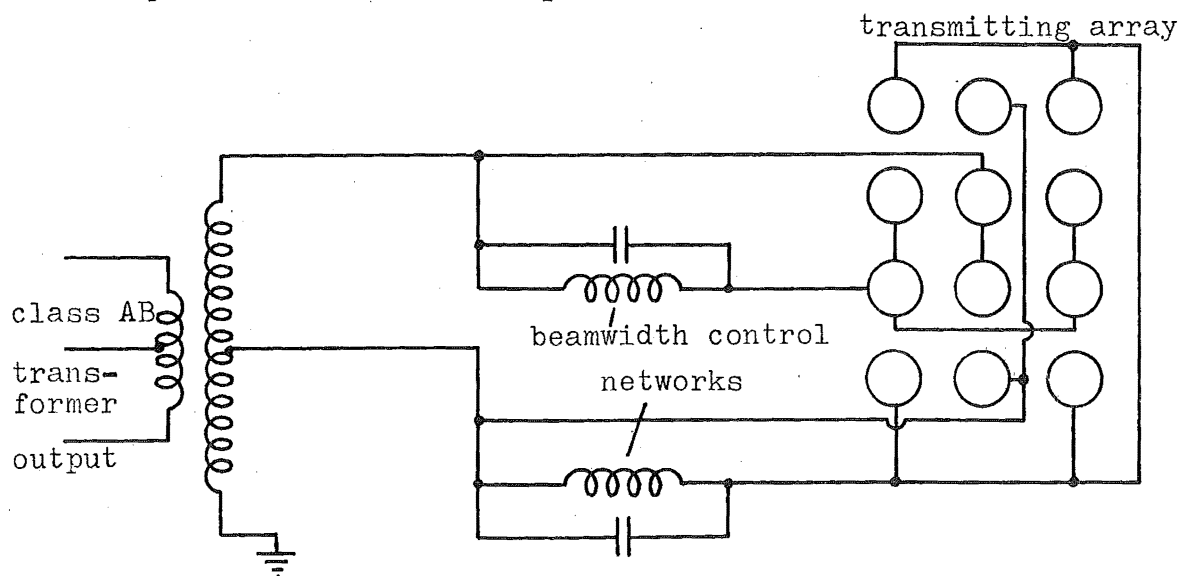 transmitting array
class AB
trans-
former
output
beamwidth control
networks